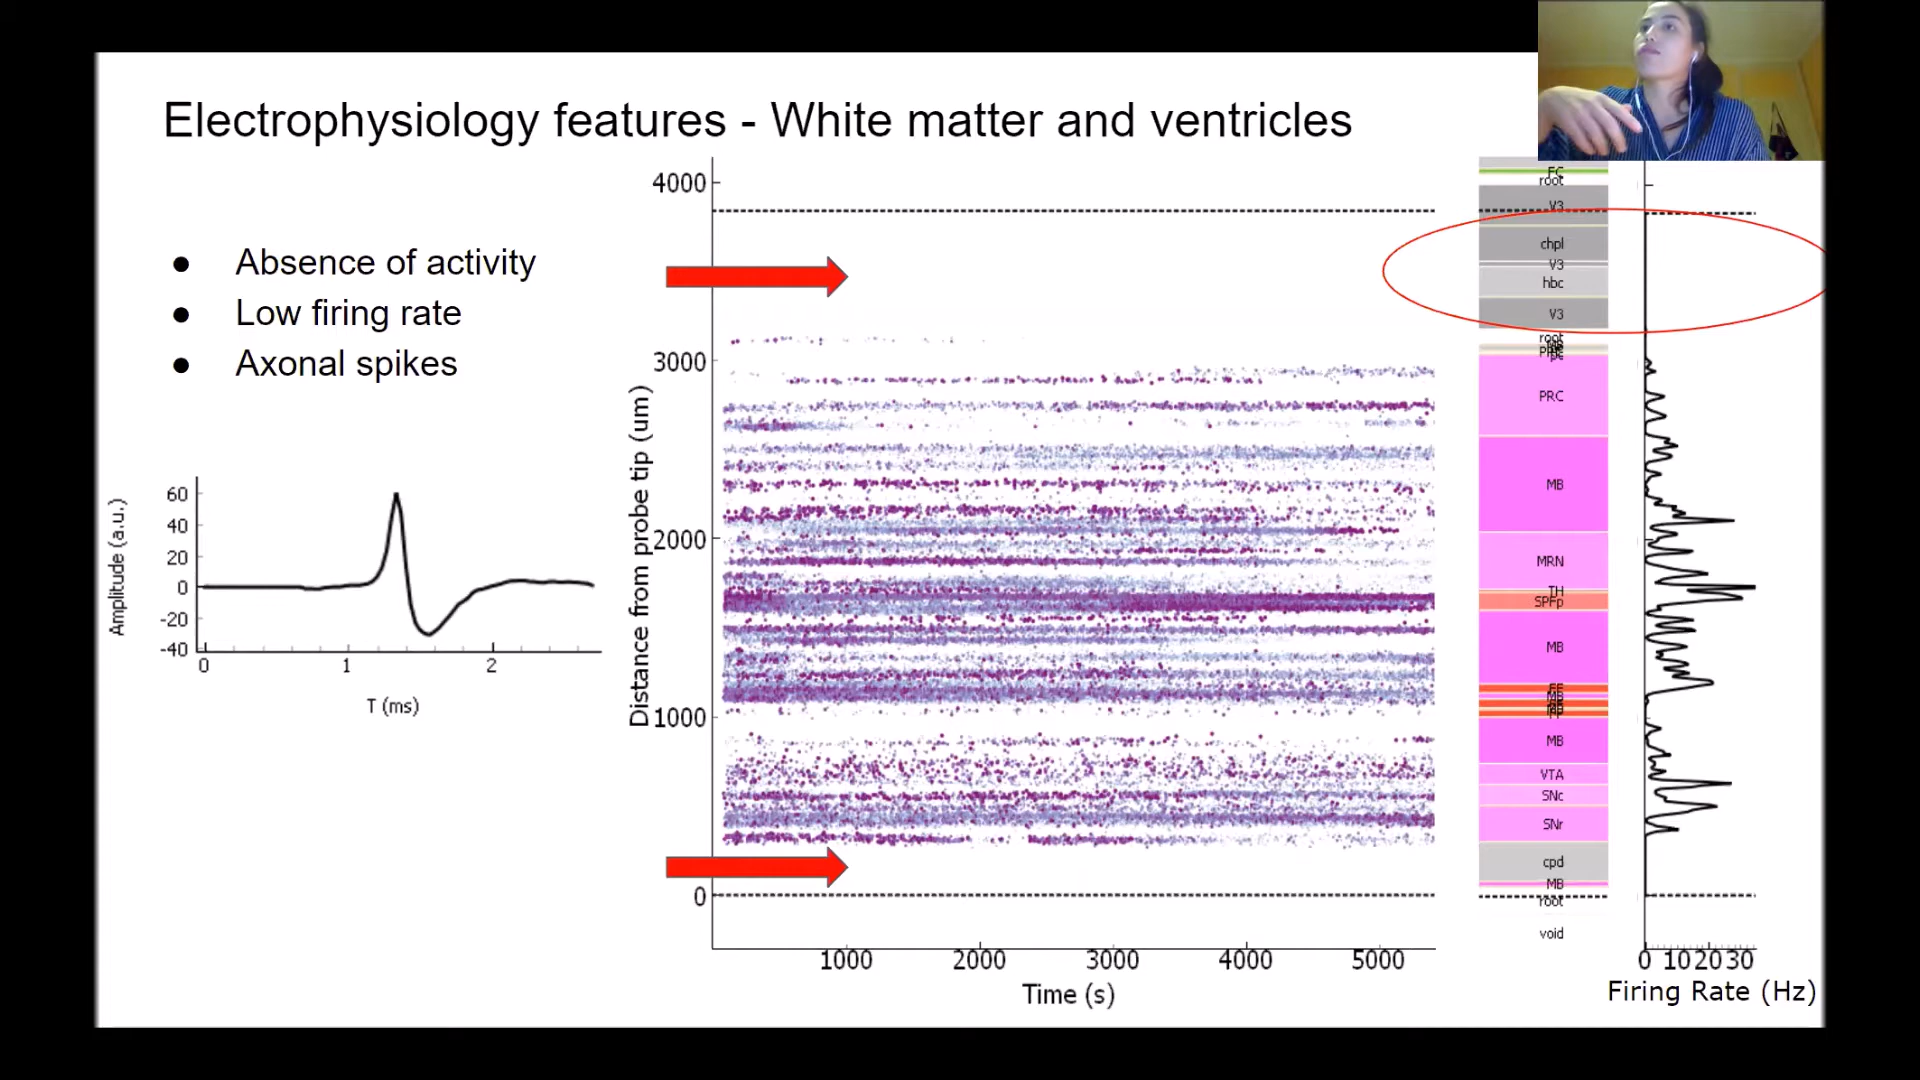 Electrophysiology features - White matter and ventricles
● Absence of activity
● Low firing rate
● Axonal spikes
Amplitude (a.u.)
60
40
20
0
-20
-40
0
1
2
T (ms)
Distance from probe tip (um)
4000
3000
2000
1000
0
1000
2000
3000
4000
5000
Time (s)
root
V3
chpl
V3
hbc
V3
root
PRC
MB
MRN
TH
SPFp
MB
MB
VTA
SNc
SNr
cpd
MB
root
void
0 10 20 30
Firing Rate (Hz)